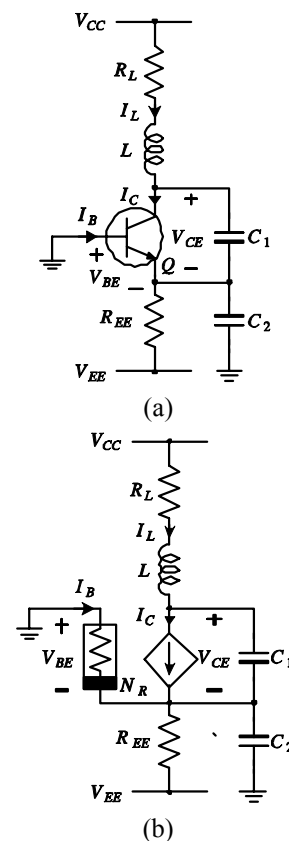 V_CC
R_L
I_L
L
I_C
+
I_B
V_CE
C_1
+
Q
−
V_BE
−
R_EE
C_2
V_EE
(a)
V_CC
R_L
I_L
L
I_B
I_C
+
+
V_BE
V_CE
C_1
−
N_R
−
R_EE
C_2
V_EE
(b)